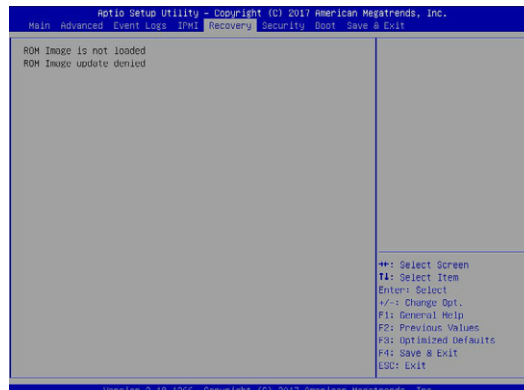 Aptio Setup Utility – Copyright (C) 2017 American Megatrends, Inc.
Main Advanced Event Logs IPMI Recovery Security Boot Save & Exit
ROM Image is not loaded
ROM Image update denied
→←: Select Screen
↑↓: Select Item
Enter: Select
+/-: Change Opt.
F1: General Help
F2: Previous Values
F3: Optimized Defaults
F4: Save & Exit
ESC: Exit
Copyright (C) 2017 American Megatrends, Inc.